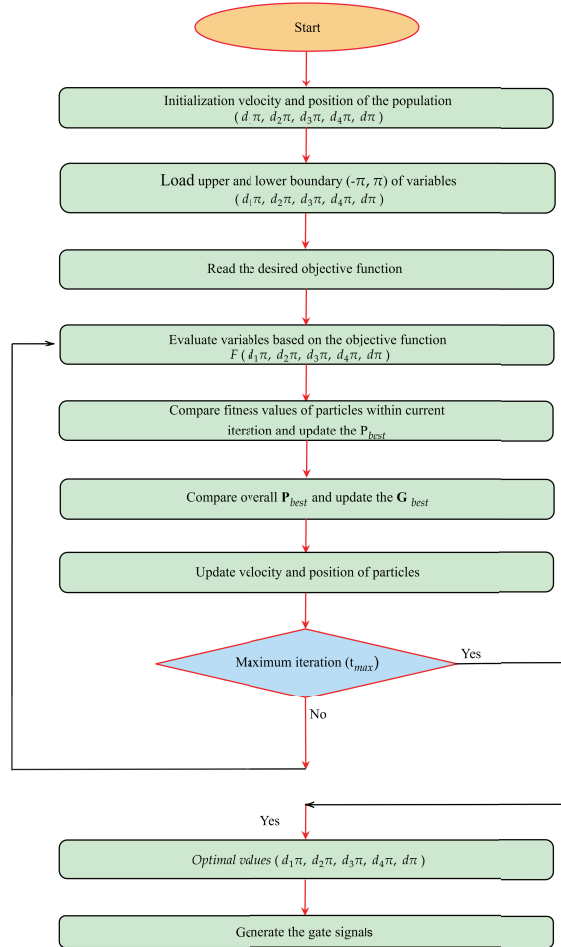 Start
Initialization velocity and position of the population
( d π, d₂π, d₃π, d₄π, dπ )
Load upper and lower boundary (-π, π) of variables
( d₁π, d₂π, d₃π, d₄π, dπ )
Read the desired objective function
Evaluate variables based on the objective function
F ( d₁π, d₂π, d₃π, d₄π, dπ )
Compare fitness values of particles within current
iteration and update the P_best
Compare overall P_best and update the G_best
Update velocity and position of particles
Maximum iteration (t_max)
Yes
No
Yes
Optimal values ( d₁π, d₂π, d₃π, d₄π, dπ )
Generate the gate signals